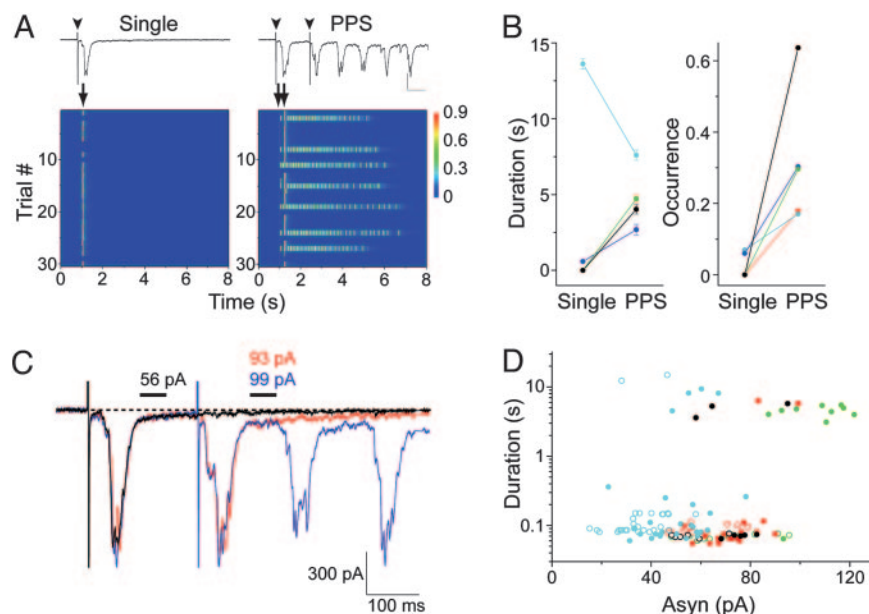 A
Single
PPS
Trial #
10
20
30
0 2 4 6 8
10
20
30
0 2 4 6 8
Time (s)
0.9
0.6
0.3
0
B
Duration (s)
15
10
5
0
Single PPS
Occurrence
0.6
0.4
0.2
0
Single PPS
C
56 pA
93 pA
99 pA
300 pA
100 ms
D
Duration (s)
10
1
0.1
0 40 80 120
Asyn (pA)